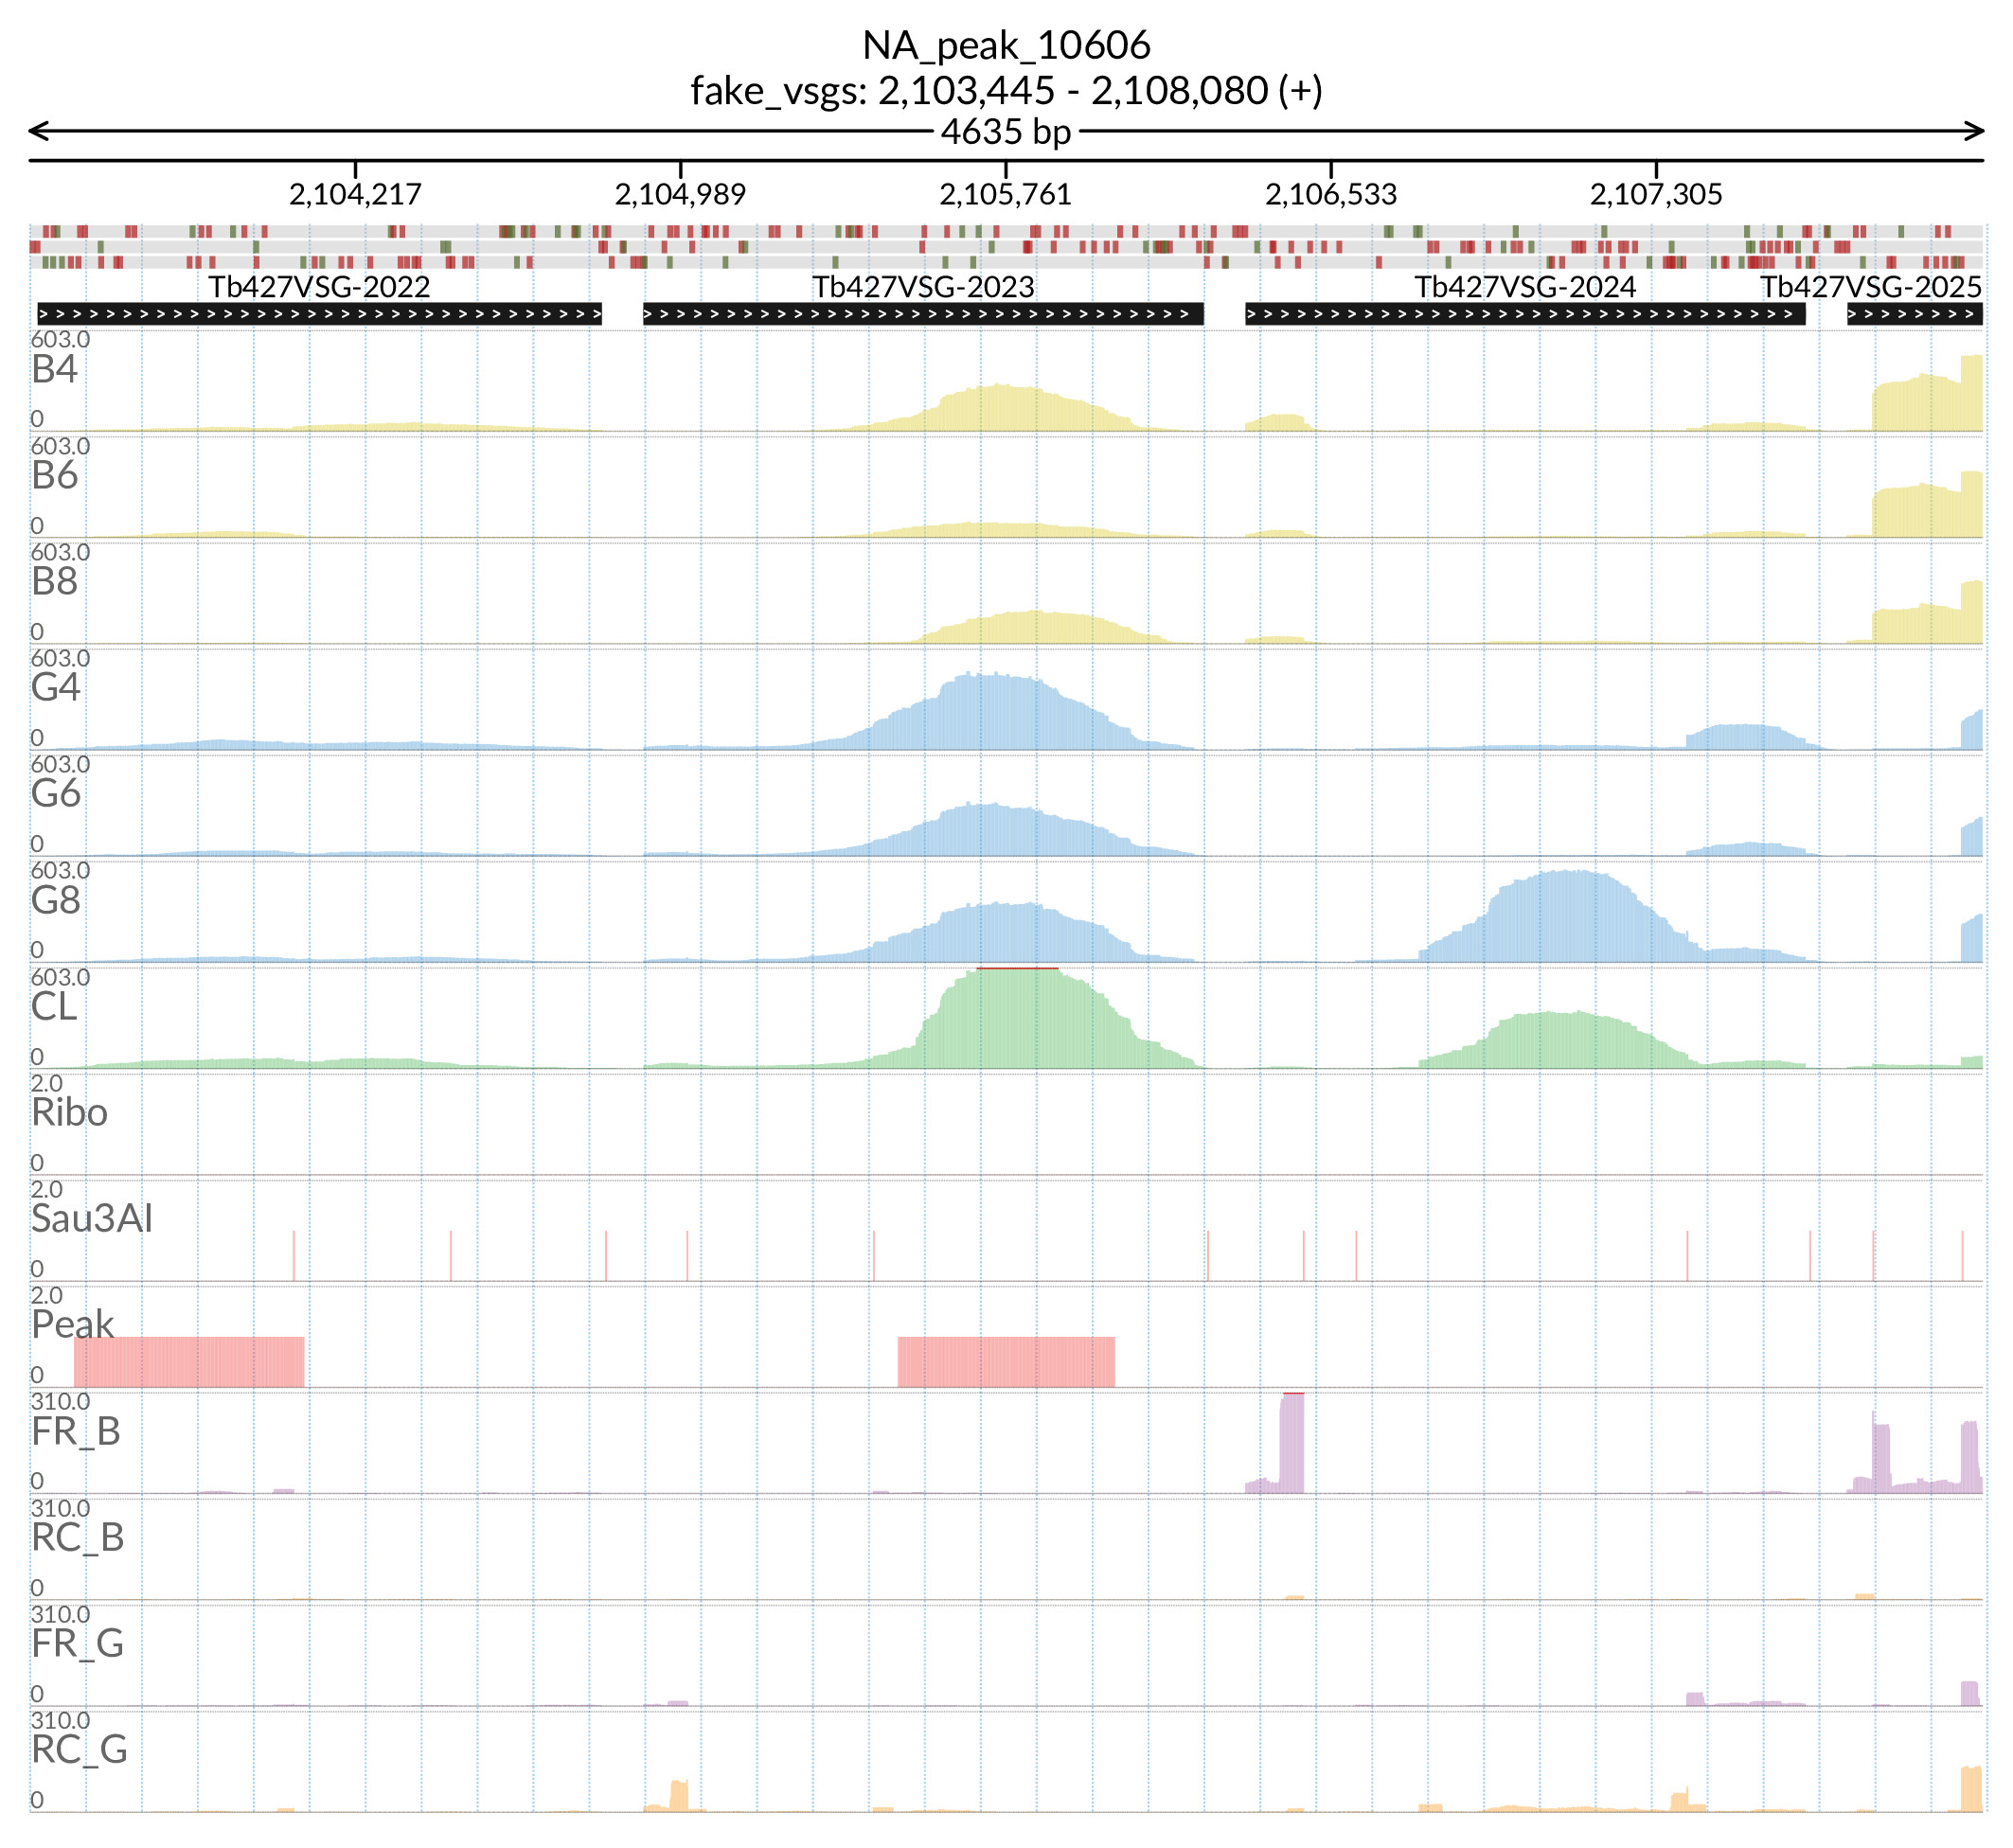 NA_peak_10606
fake_vsgs: 2,103,445 - 2,108,080 (+)
4635 bp
2,104,217 2,104,989 2,105,761 2,106,533 2,107,305
Tb427VSG-2022 Tb427VSG-2023 Tb427VSG-2024 Tb427VSG-2025
603.0
B4
0
603.0
B6
0
603.0
B8
0
603.0
G4
0
603.0
G6
0
603.0
G8
0
603.0
CL
0
2.0
Ribo
0
2.0
Sau3AI
0
2.0
Peak
0
310.0
FR_B
0
310.0
RC_B
0
310.0
FR_G
0
310.0
RC_G
0